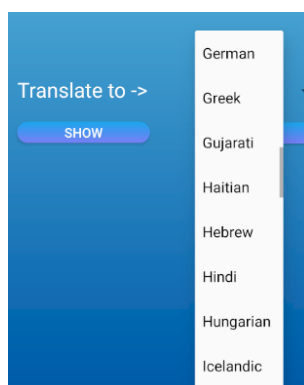 German
Translate to ->
Greek
SHOW
Gujarati
Haitian
Hebrew
Hindi
Hungarian
Icelandic